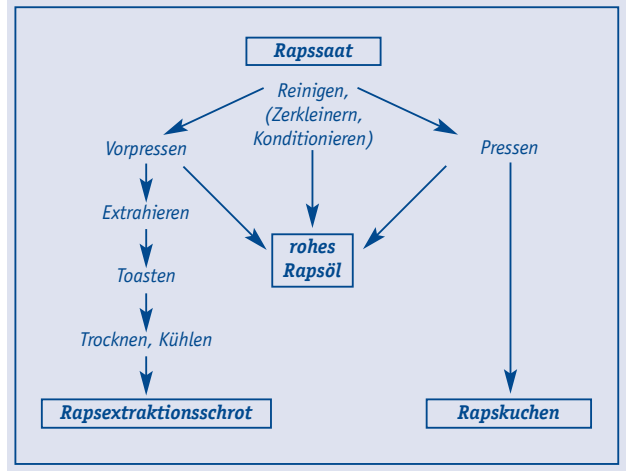 Rapssaat
Reinigen,
(Zerkleinern,
Konditionieren)
Vorpressen
Pressen
Extrahieren
rohes
Rapsöl
Toasten
Trocknen, Kühlen
Rapsextraktionsschrot
Rapskuchen